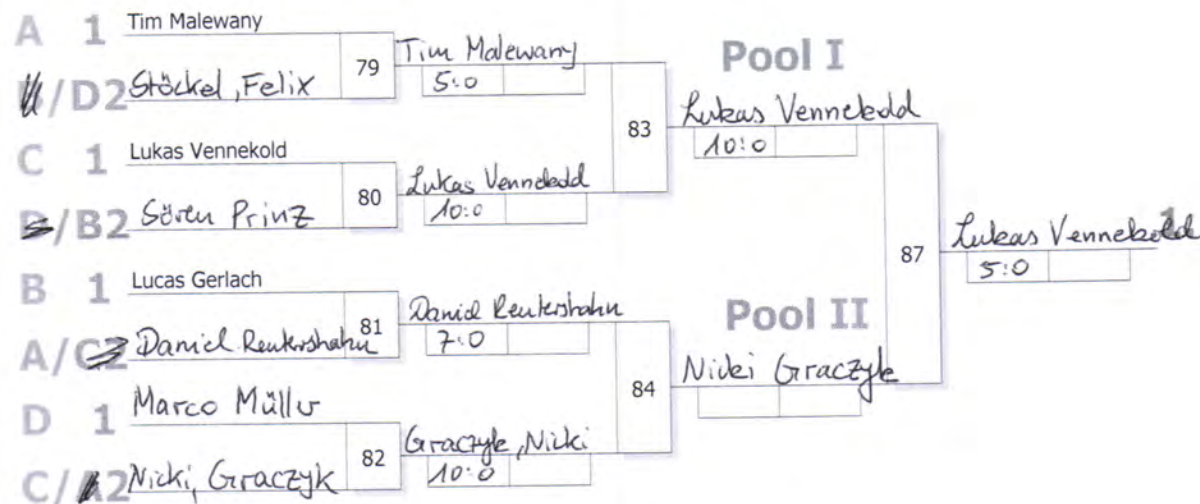 A 1 Tim Malewany
/D2 Stöckel, Felix
79
Tim Malewany
5:0
C 1 Lukas Vennekold
/B2 Sören Prinz
80
Lukas Vennekold
10:0
83
Pool I
Lukas Vennekold
10:0
B 1 Lucas Gerlach
A/C2 Daniel Reutershahn
81
Daniel Reutershahn
7:0
D 1 Marco Müller
C/A2 Nicki, Graczyk
82
Graczyk, Nicki
10:0
84
Pool II
Nicki Graczyk
87
Lukas Vennekold
5:0
1